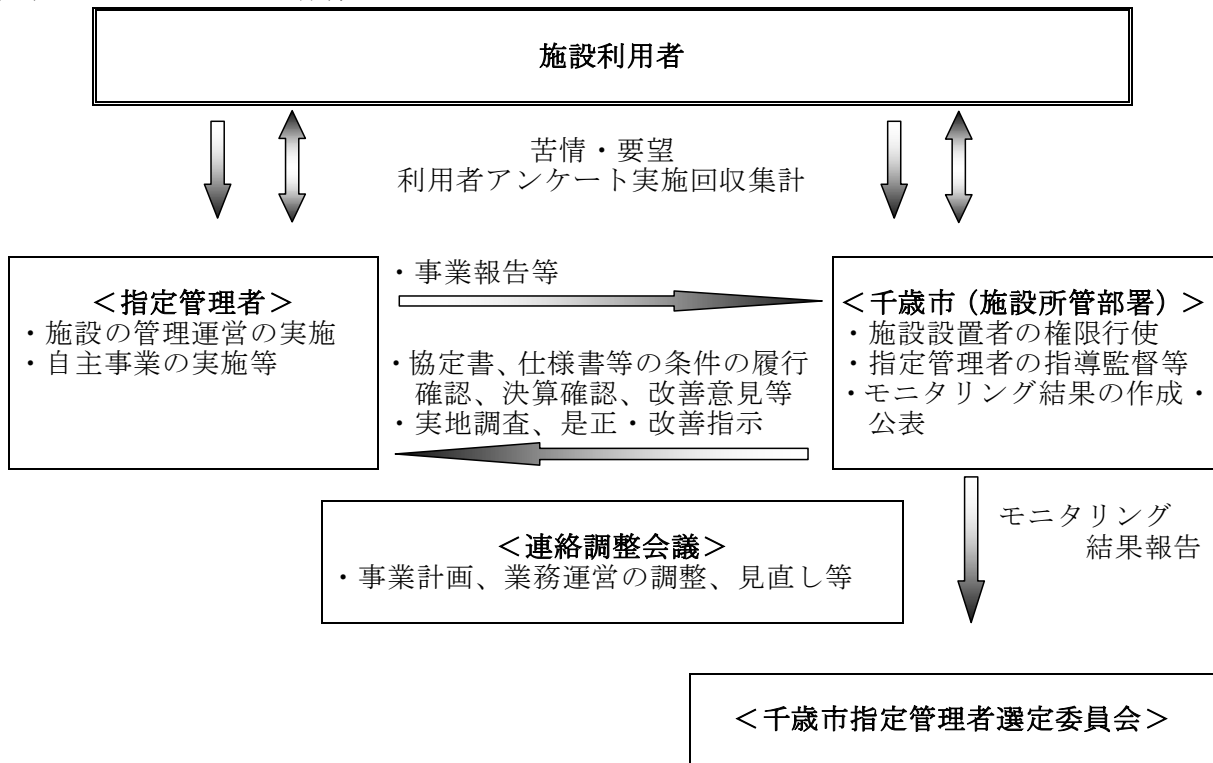 施設利用者
苦情・要望
利用者アンケート実施回収集計
＜指定管理者＞
・施設の管理運営の実施
・自主事業の実施等
・事業報告等
・協定書、仕様書等の条件の履行
確認、決算確認、改善意見等
・実地調査、是正・改善指示
＜千歳市（施設所管部署）＞
・施設設置者の権限行使
・指定管理者の指導監督等
・モニタリング結果の作成・
公表
＜連絡調整会議＞
・事業計画、業務運営の調整、見直し等
モニタリング
結果報告
＜千歳市指定管理者選定委員会＞